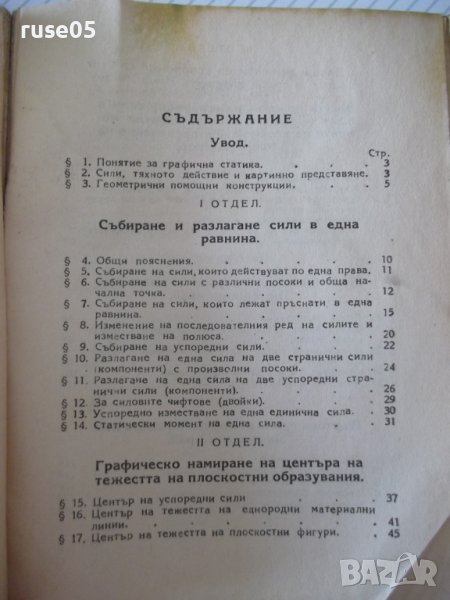 ruse05
СЪДЪРЖАНИЕ
Увод.
Стр.
§ 1. Понятие за графична статика. . . . 3
§ 2. Сили, тяхното действие и картинно представяне. 3
§ 3. Геометрични помощни конструкции. . . 5
I ОТДЕЛ.
Събиране и разлагане сили в една
равнина.
§ 4. Общи пояснения. . . . . . 10
§ 5. Събиране на сили, които действуват по една права. 11
§ 6. Събиране на сили с различни посоки и обща
начална точка. . . . . . 12
§ 7. Събиране на сили, които лежат пръснати в една
равнина. . . . . . . 15
§ 8. Изменение на последователния ред на силите и
изместване на полюса. . . . . 20
§ 9. Събиране на успоредни сили. . . . 22
§ 10. Разлагане на една сила на две странични сили
(компоненти) с произволни посоки. . . 24
§ 11. Разлагане на една сила на две успоредни стра-
нични сили (компоненти). . . . 26
§ 12. За силовите чифтове (двойки). . . . 29
§ 13. Успоредно изместване на една единична сила. . 30
§ 14. Статически момент на една сила. . . . 31
II ОТДЕЛ.
Графическо намиране на центъра на
тежестта на плоскостни образувания.
§ 15. Център на успоредни сили . . . . 37
§ 16. Център на тежестта на еднородни материални
линии. . . . . . . 41
§ 17. Център на тежестта на плоскостни фигури. . . 45
BAZAR